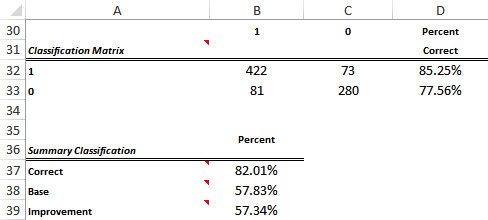 A B C D
30 1 0 Percent
31 Classification Matrix Correct
32 1 422 73 85.25%
33 0 81 280 77.56%
34
35 Percent
36 Summary Classification
37 Correct 82.01%
38 Base 57.83%
39 Improvement 57.34%